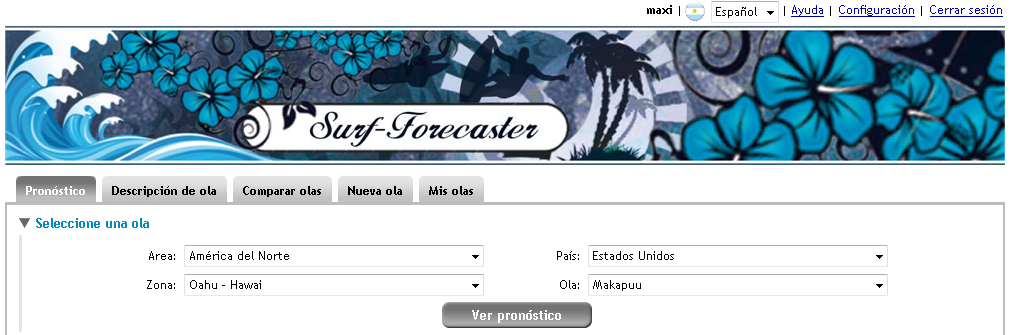 maxi | Español | Ayuda | Configuración | Cerrar sesión
Surf-Forecaster
Pronóstico Descripción de ola Comparar olas Nueva ola Mis olas
Seleccione una ola
Area: América del Norte País: Estados Unidos
Zona: Oahu - Hawai Ola: Makapuu
Ver pronóstico